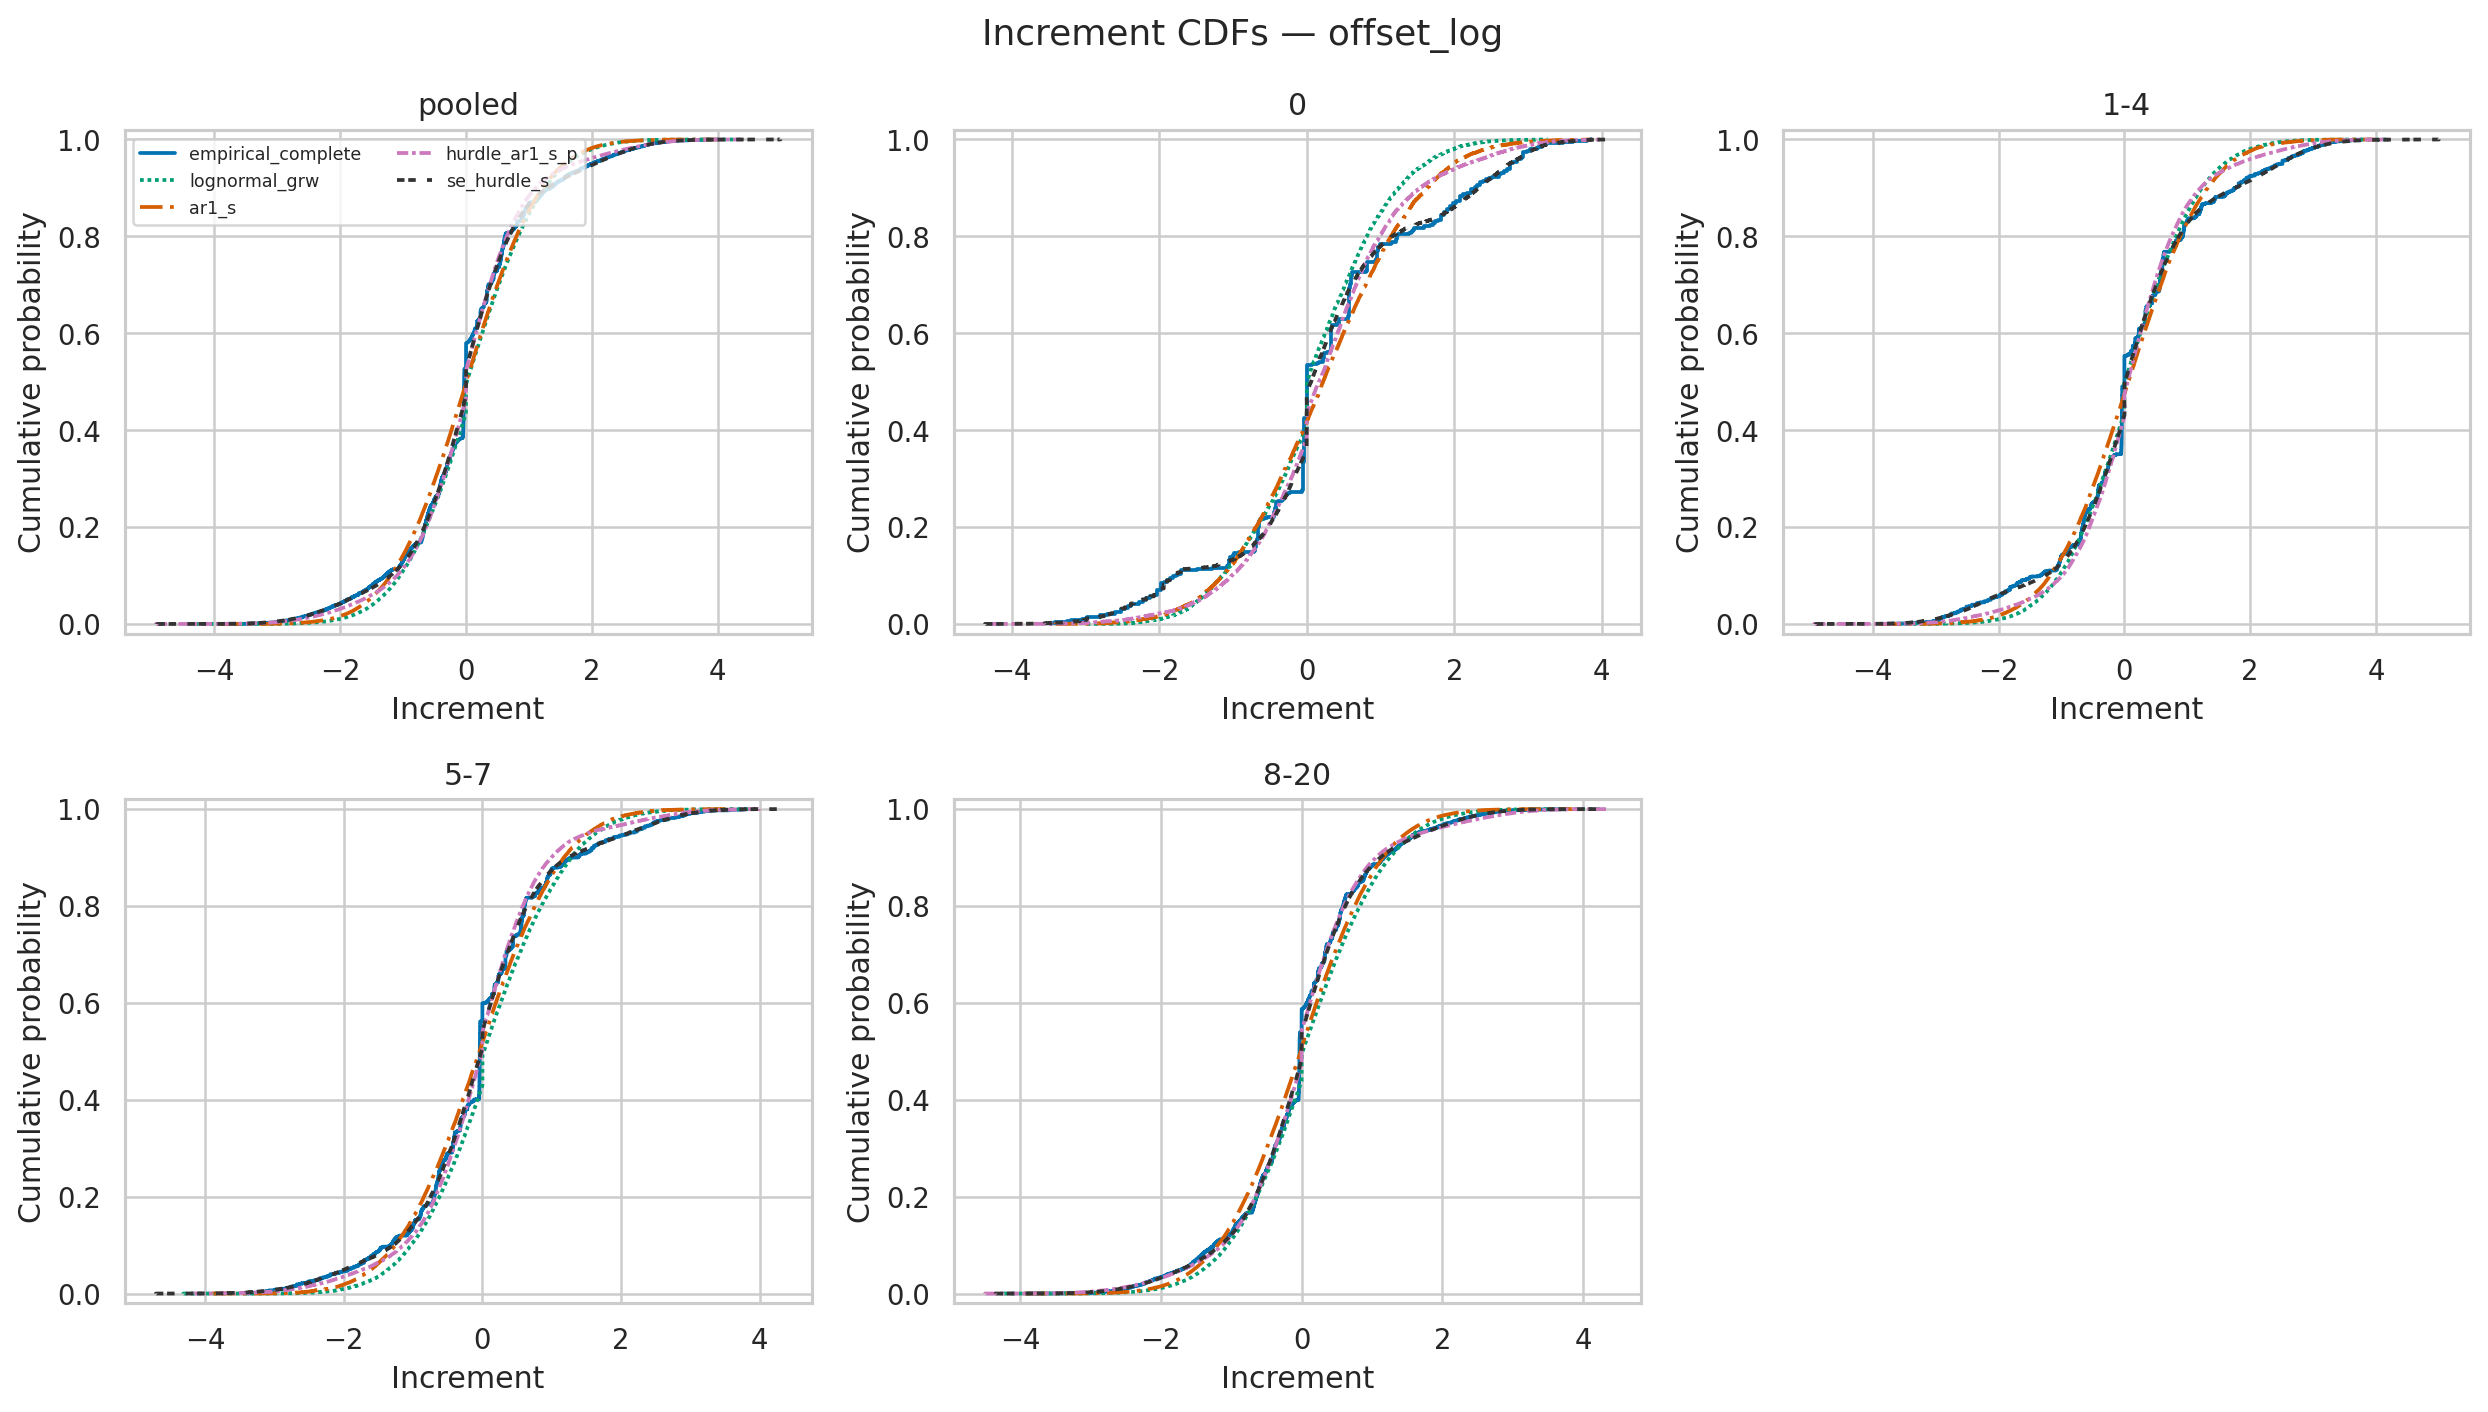 Increment CDFs — offset_log
pooled
0
1-4
Cumulative probability
1.0
0.8
0.6
0.4
0.2
0.0
empirical_complete
lognormal_grw
ar1_s
hurdle_ar1_s_p
se_hurdle_s
−4 −2 0 2 4
Increment
Cumulative probability
1.0
0.8
0.6
0.4
0.2
0.0
−4 −2 0 2 4
Increment
Cumulative probability
1.0
0.8
0.6
0.4
0.2
0.0
−4 −2 0 2 4
Increment
5-7
8-20
Cumulative probability
1.0
0.8
0.6
0.4
0.2
0.0
−4 −2 0 2 4
Increment
Cumulative probability
1.0
0.8
0.6
0.4
0.2
0.0
−4 −2 0 2 4
Increment